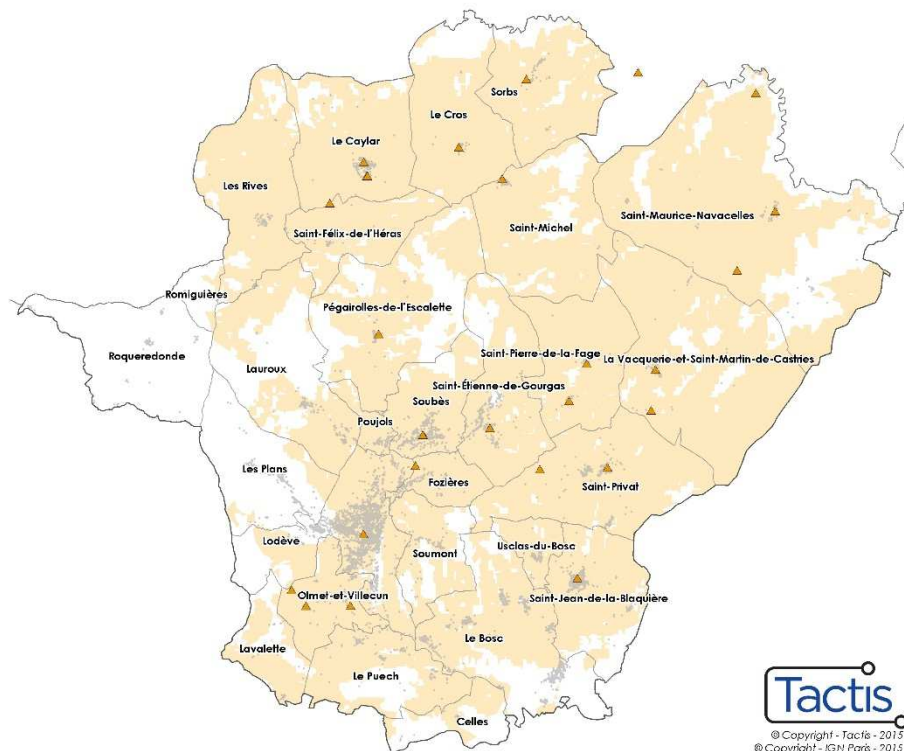 Sorbs
Le Cros
Le Caylar
Les Rives
Saint-Maurice-Navacelles
Saint-Félix-de-l'Héras
Saint-Michel
Romiguières
Pégairolles-de-l'Escalette
Roqueredonde
Saint-Pierre-de-la-Fage
La Vacquerie-et-Saint-Martin-de-Castries
Lauroux
Saint-Étienne-de-Gourgas
Soubès
Poujols
Les Plans
Fozières
Saint-Privat
Lodève
Soumont
Usclas-du-Bosc
Olmet-et-Villecun
Saint-Jean-de-la-Blaquière
Le Bosc
Lavalette
Le Puech
Celles
Tactis
© Copyright - Tactis - 2015
© Copyright - IGN Paris - 2015